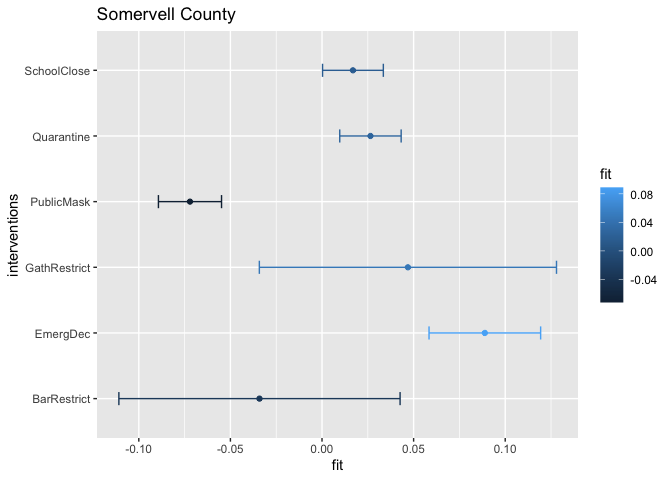 Somervell County
SchoolClose
Quarantine
PublicMask
GathRestrict
EmergDec
BarRestrict
interventions
-0.10 -0.05 0.00 0.05 0.10
fit
fit
0.08
0.04
0.00
-0.04